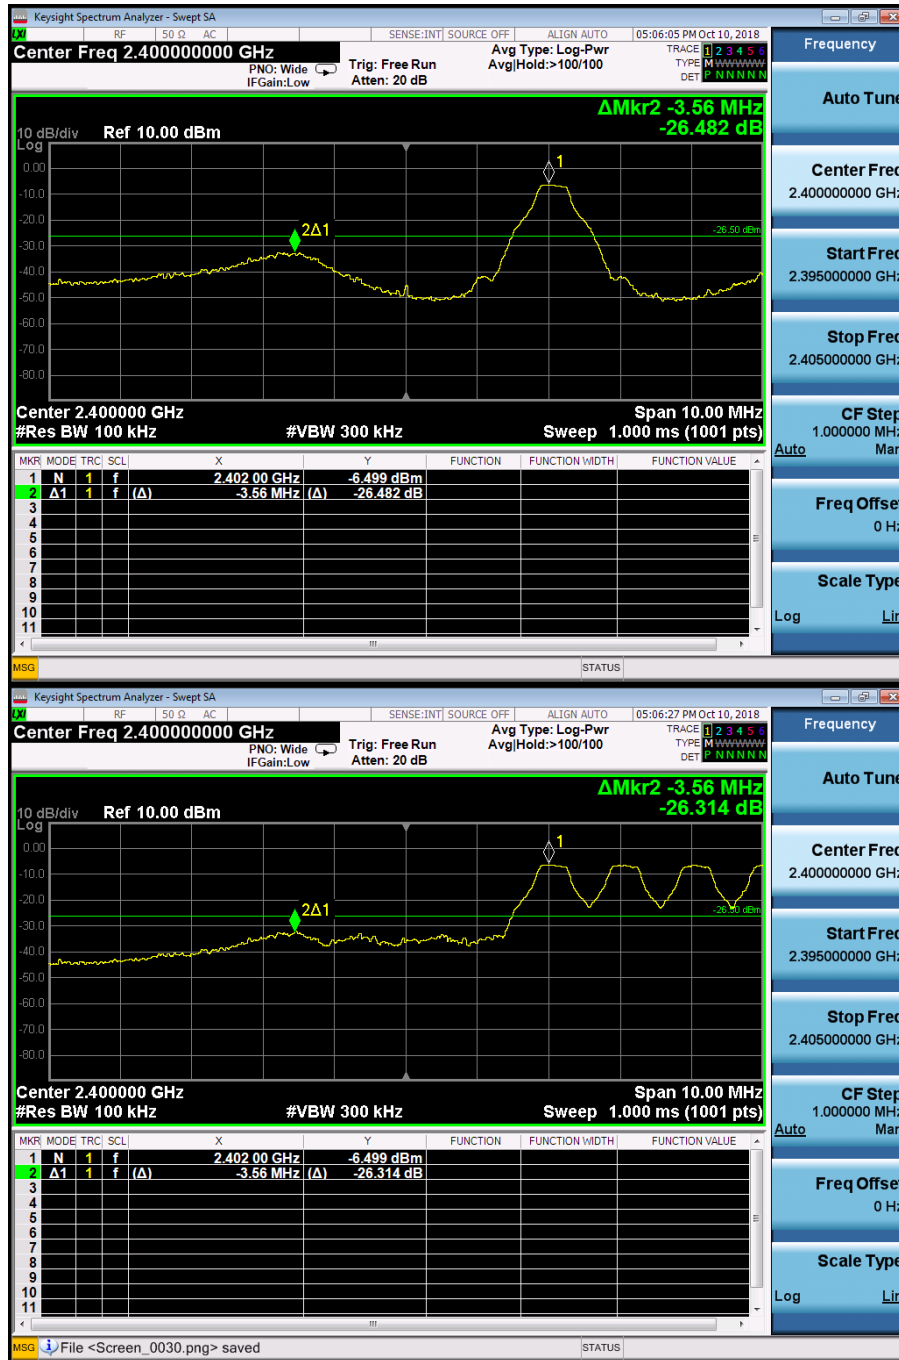 Keysight Spectrum Analyzer - Swept SA
LXI RF 50 Ω AC SENSE:INT SOURCE OFF ALIGN AUTO 05:06:05 PM Oct 10, 2018
Center Freq 2.400000000 GHz
PNO: Wide
IFGain:Low
Trig: Free Run
Atten: 20 dB
Avg Type: Log-Pwr
Avg|Hold:>100/100
TRACE 1 2 3 4 5 6
TYPE M WWWWW
DET P N N N N N
ΔMkr2 -3.56 MHz
-26.482 dB
10 dB/div Ref 10.00 dBm
Log
0.00
-10.0
-20.0
-30.0
-40.0
-50.0
-60.0
-70.0
-80.0
1
2Δ1
-26.50 dBm
Center 2.400000 GHz Span 10.00 MHz
#Res BW 100 kHz #VBW 300 kHz Sweep 1.000 ms (1001 pts)
MKR MODE TRC SCL X Y FUNCTION FUNCTION WIDTH FUNCTION VALUE
1 N 1 f 2.402 00 GHz -6.499 dBm
2 Δ1 1 f (Δ) -3.56 MHz (Δ) -26.482 dB
3
4
5
6
7
8
9
10
11
MSG STATUS
Frequency
Auto Tune
Center Freq
2.400000000 GHz
Start Freq
2.395000000 GHz
Stop Freq
2.405000000 GHz
CF Step
1.000000 MHz
Auto Man
Freq Offset
0 Hz
Scale Type
Log Lin
Keysight Spectrum Analyzer - Swept SA
LXI RF 50 Ω AC SENSE:INT SOURCE OFF ALIGN AUTO 05:06:27 PM Oct 10, 2018
Center Freq 2.400000000 GHz
PNO: Wide
IFGain:Low
Trig: Free Run
Atten: 20 dB
Avg Type: Log-Pwr
Avg|Hold:>100/100
TRACE 1 2 3 4 5 6
TYPE M WWWWW
DET P N N N N N
ΔMkr2 -3.56 MHz
-26.314 dB
10 dB/div Ref 10.00 dBm
Log
0.00
-10.0
-20.0
-30.0
-40.0
-50.0
-60.0
-70.0
-80.0
1
2Δ1
-26.50 dBm
Center 2.400000 GHz Span 10.00 MHz
#Res BW 100 kHz #VBW 300 kHz Sweep 1.000 ms (1001 pts)
MKR MODE TRC SCL X Y FUNCTION FUNCTION WIDTH FUNCTION VALUE
1 N 1 f 2.402 00 GHz -6.499 dBm
2 Δ1 1 f (Δ) -3.56 MHz (Δ) -26.314 dB
3
4
5
6
7
8
9
10
11
MSG File <Screen_0030.png> saved STATUS
Frequency
Auto Tune
Center Freq
2.400000000 GHz
Start Freq
2.395000000 GHz
Stop Freq
2.405000000 GHz
CF Step
1.000000 MHz
Auto Man
Freq Offset
0 Hz
Scale Type
Log Lin